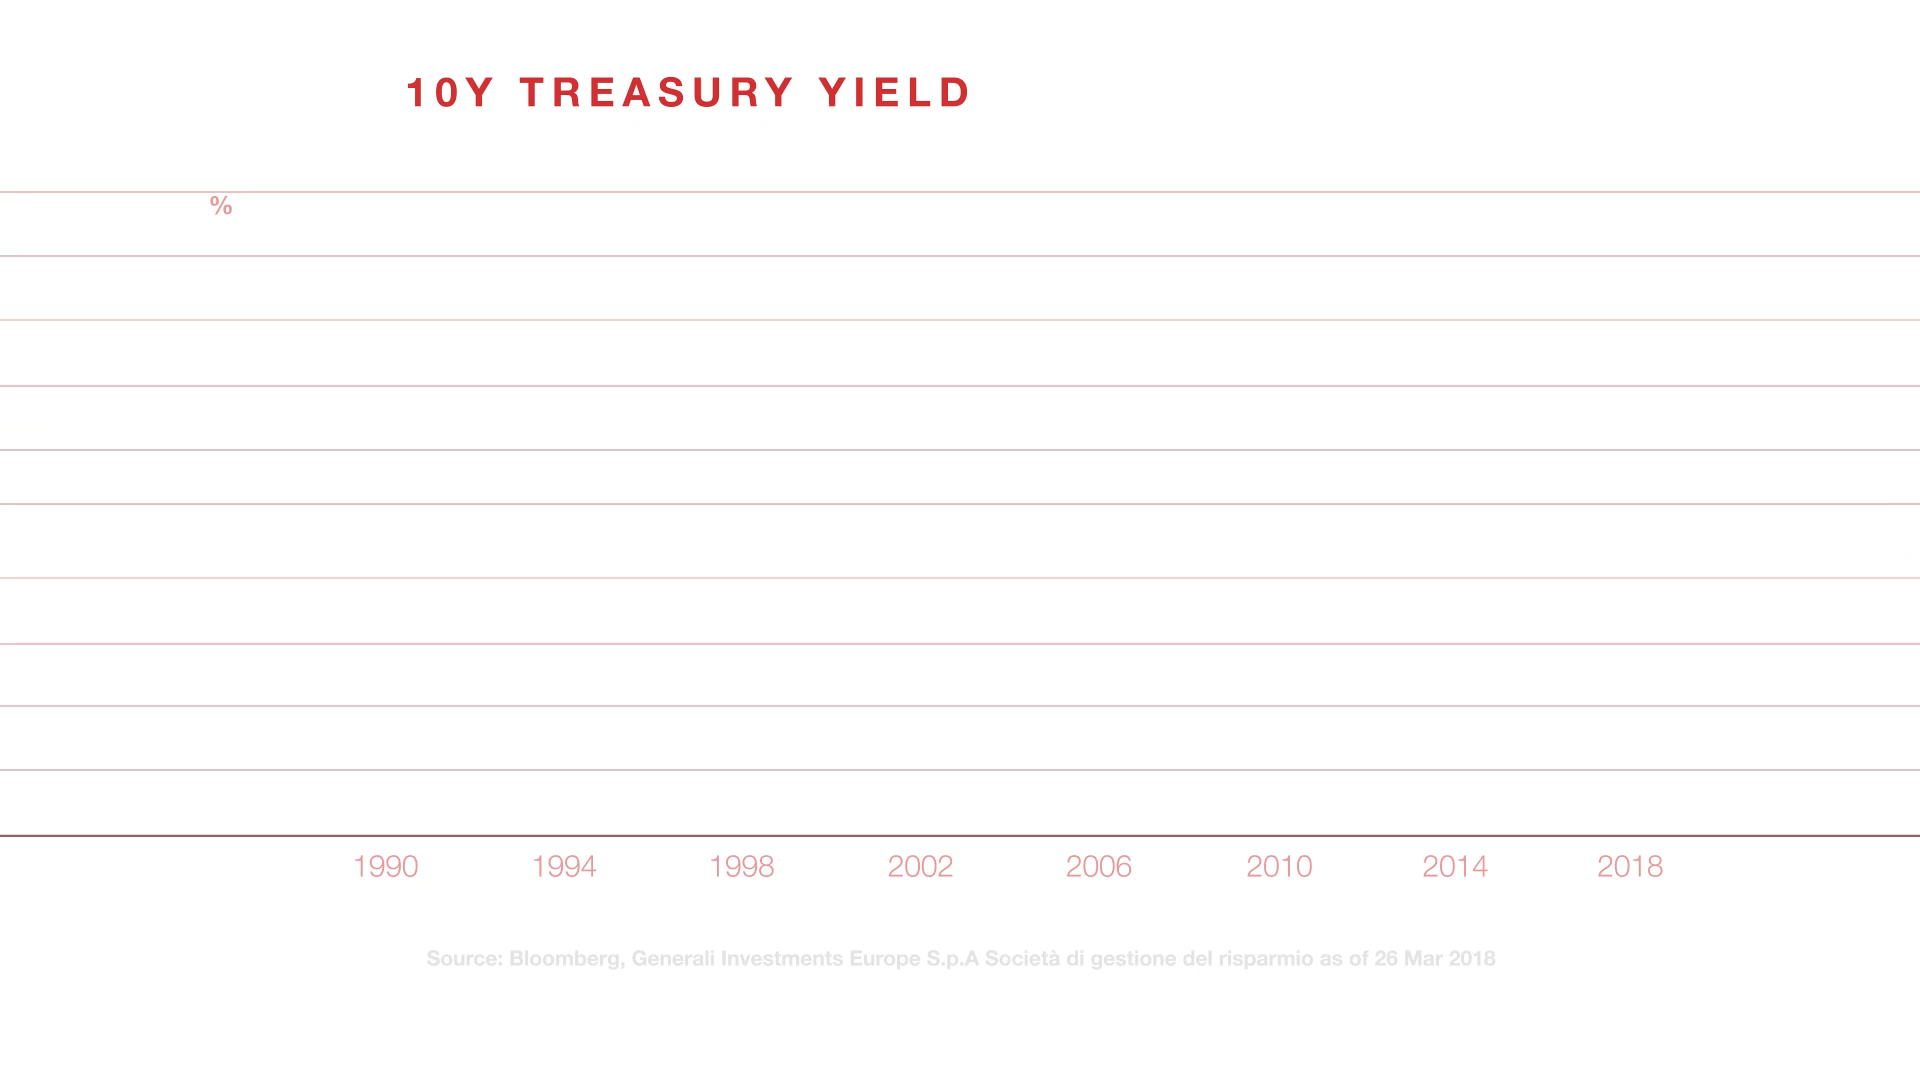 10Y TREASURY YIELD
%
1990 1994 1998 2002 2006 2010 2014 2018
Source: Bloomberg, Generali Investments Europe S.p.A Società di gestione del risparmio as of 26 Mar 2018